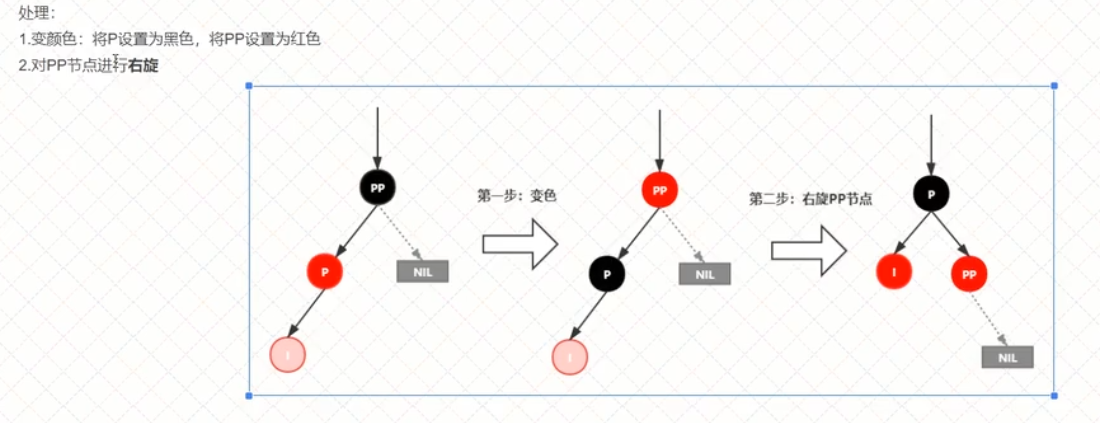 处理：
1.变颜色：将P设置为黑色，将PP设置为红色
2.对PP节点进行右旋
PP
P
NIL
I
第一步：变色
PP
P
NIL
I
第二步：右旋PP节点
P
I
PP
NIL